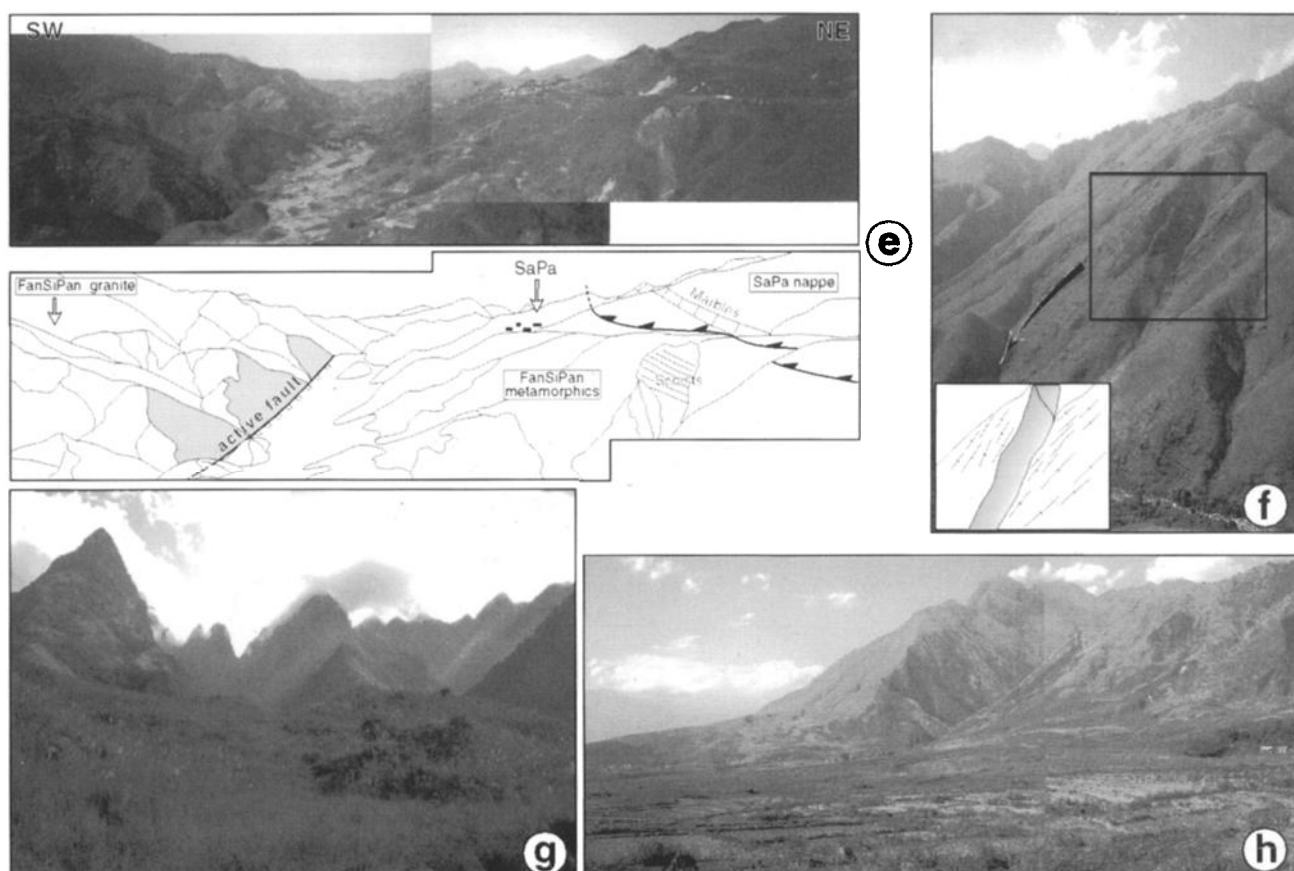 SW
NE
e
FanSiPan granite
SaPa
SaPa nappe
Marbles
active fault
FanSiPan
metamorphics
Schists
f
g
h